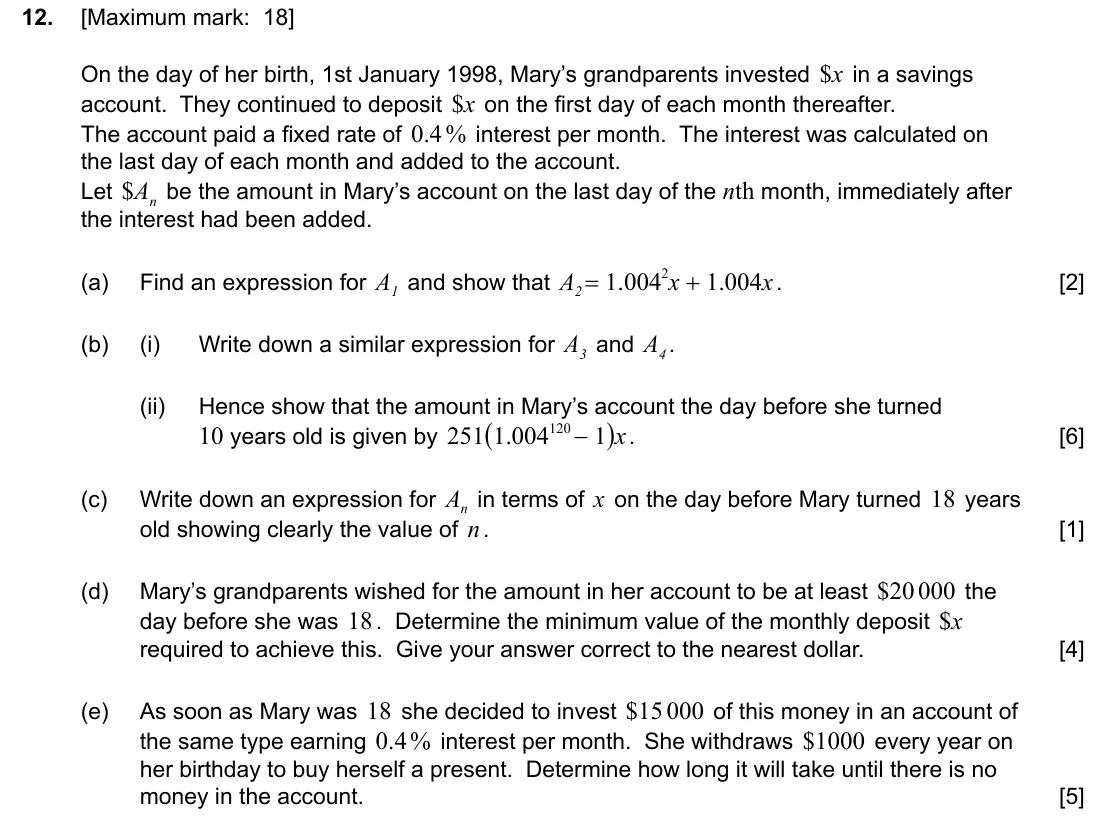 12. [Maximum mark: 18]
On the day of her birth, 1st January 1998, Mary's grandparents invested $x in a savings
account. They continued to deposit $x on the first day of each month thereafter.
The account paid a fixed rate of 0.4% interest per month. The interest was calculated on
the last day of each month and added to the account.
Let $Aₙ be the amount in Mary's account on the last day of the nth month, immediately after
the interest had been added.
(a) Find an expression for A₁ and show that A₂= 1.004²x + 1.004x. [2]
(b) (i) Write down a similar expression for A₃ and A₄.
(ii) Hence show that the amount in Mary's account the day before she turned
10 years old is given by 251(1.004¹²⁰ – 1)x. [6]
(c) Write down an expression for Aₙ in terms of x on the day before Mary turned 18 years
old showing clearly the value of n. [1]
(d) Mary's grandparents wished for the amount in her account to be at least $20 000 the
day before she was 18. Determine the minimum value of the monthly deposit $x
required to achieve this. Give your answer correct to the nearest dollar. [4]
(e) As soon as Mary was 18 she decided to invest $15 000 of this money in an account of
the same type earning 0.4% interest per month. She withdraws $1000 every year on
her birthday to buy herself a present. Determine how long it will take until there is no
money in the account. [5]